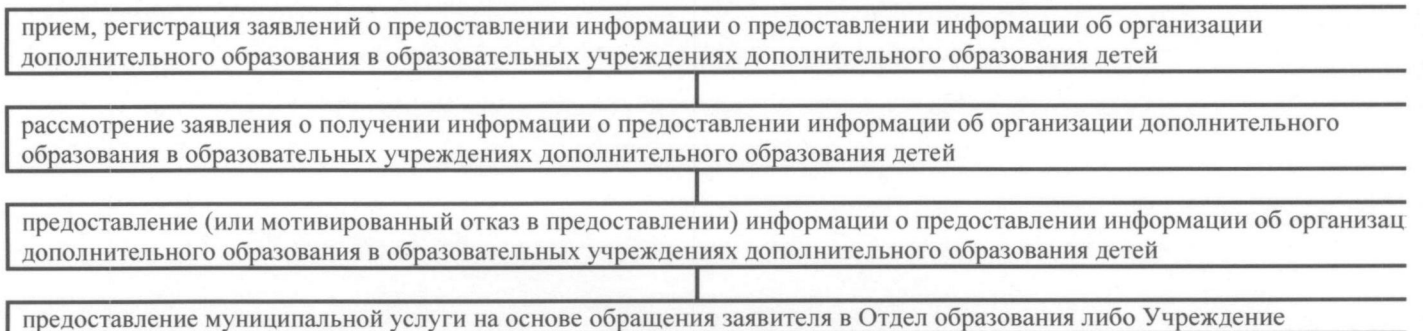 прием, регистрация заявлений о предоставлении информации о предоставлении информации об организации
дополнительного образования в образовательных учреждениях дополнительного образования детей
рассмотрение заявления о получении информации о предоставлении информации об организации дополнительного
образования в образовательных учреждениях дополнительного образования детей
предоставление (или мотивированный отказ в предоставлении) информации о предоставлении информации об организац
дополнительного образования в образовательных учреждениях дополнительного образования детей
предоставление муниципальной услуги на основе обращения заявителя в Отдел образования либо Учреждение